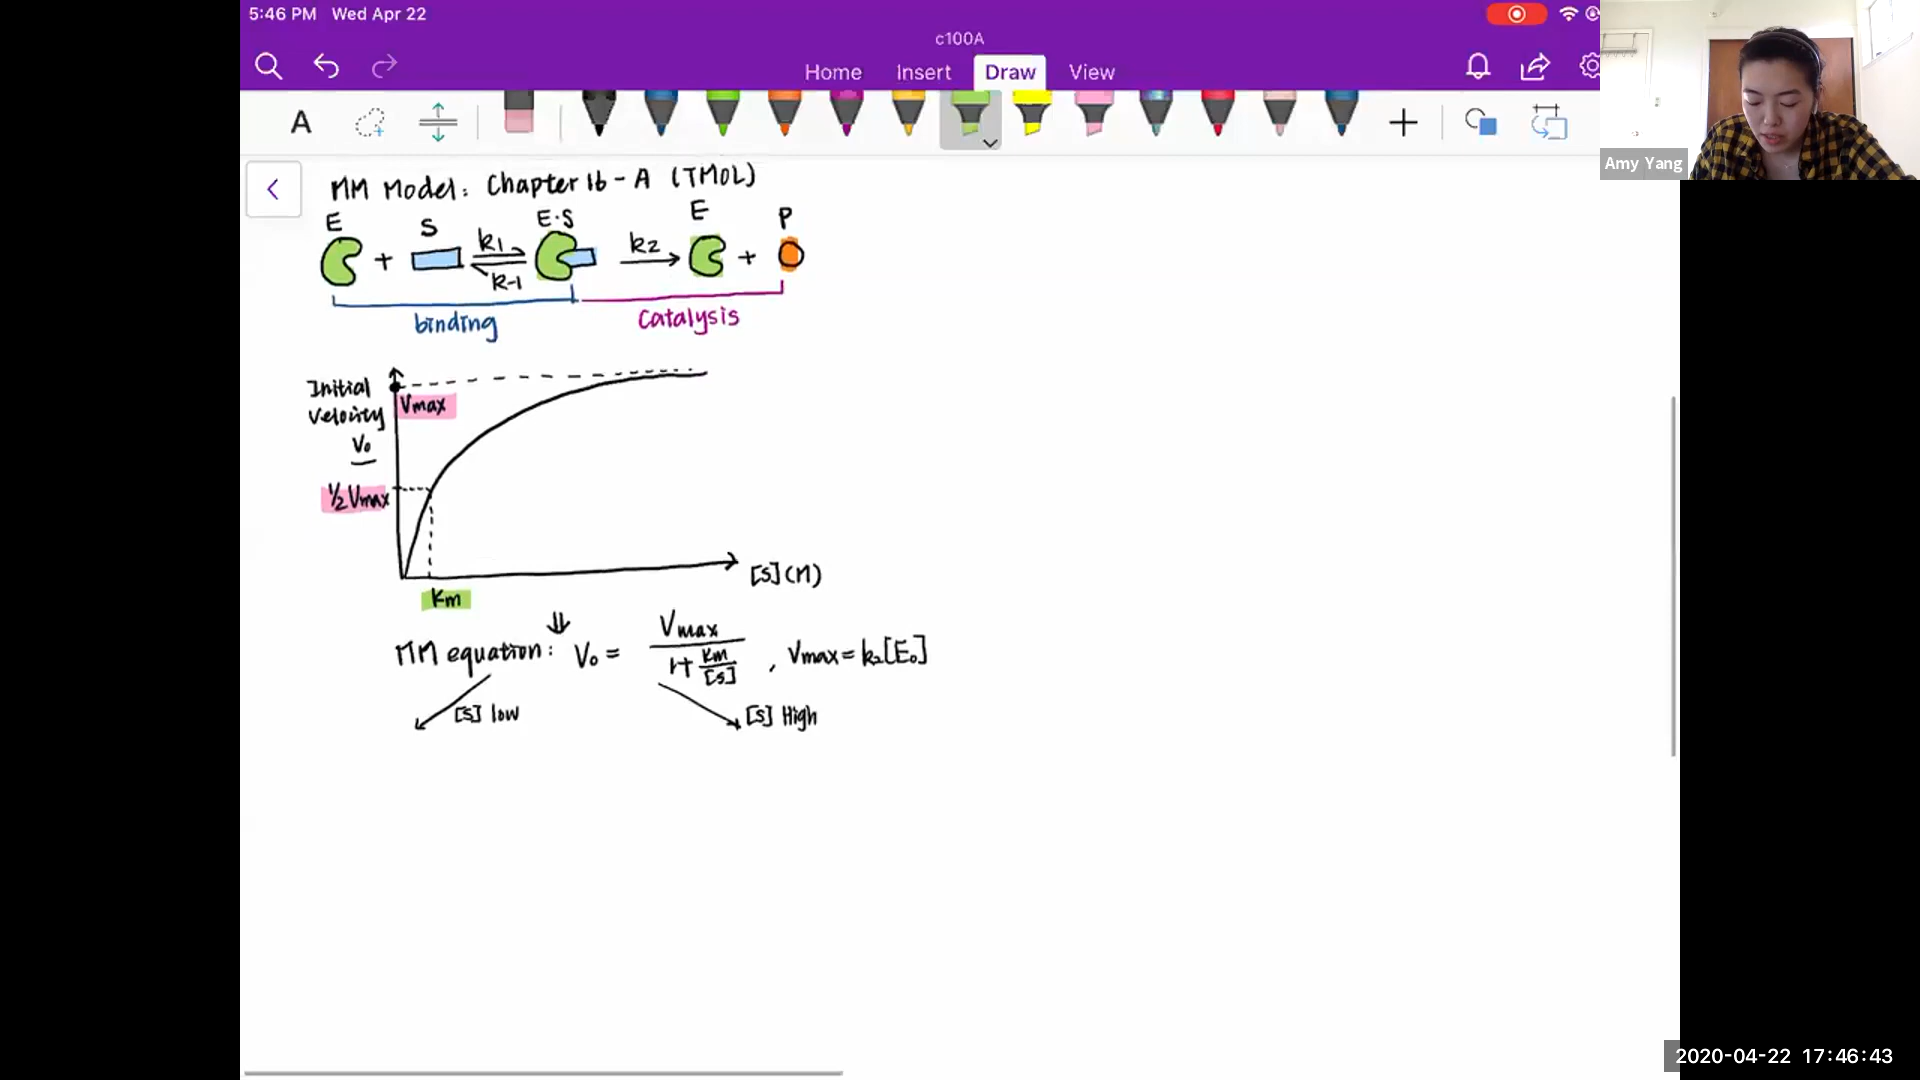 5:46 PM Wed Apr 22
c100A
Home Insert Draw View
A
Amy Yang
MM Model: Chapter 16 - A (TMOL)
E + S k1 k-1 E·S k2 E + P
binding catalysis
Initial
Velocity
V₀
Vmax
½ Vmax
Km
[S] (M)
MM equation: V₀ = Vmax / 1 + Km/[S] , Vmax = k₂[E₀]
[S] low [S] High
2020-04-22 17:46:43